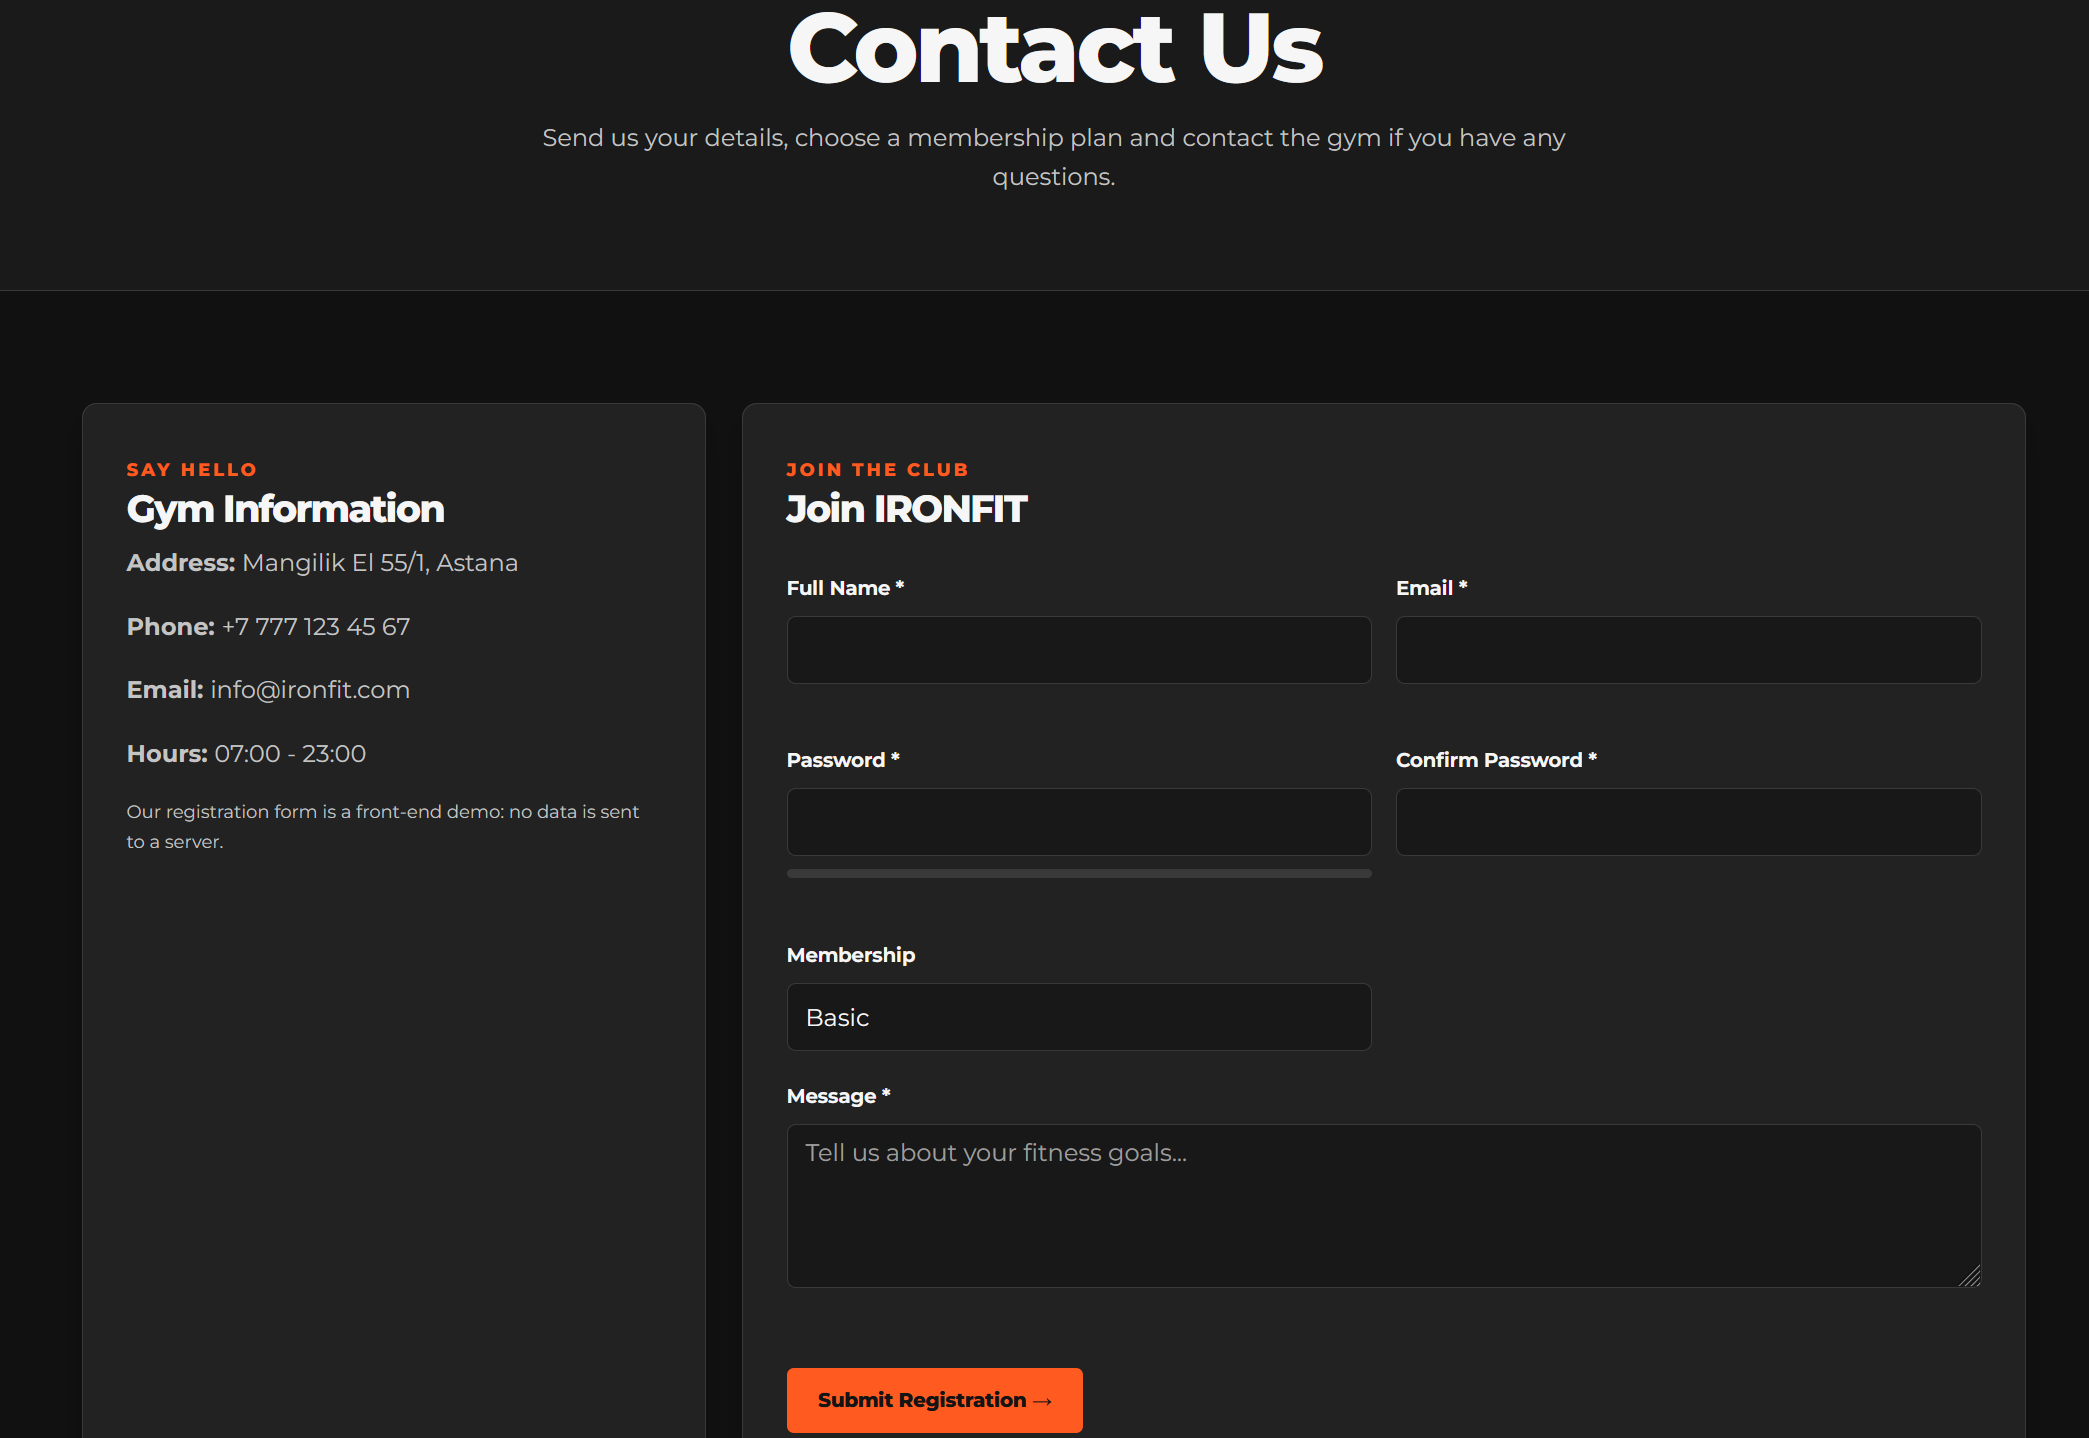 Contact Us
Send us your details, choose a membership plan and contact the gym if you have any
questions.
SAY HELLO
Gym Information
Address: Mangilik El 55/1, Astana
Phone: +7 777 123 45 67
Email: info@ironfit.com
Hours: 07:00 - 23:00
Our registration form is a front-end demo: no data is sent
to a server.
JOIN THE CLUB
Join IRONFIT
Full Name *
Email *
Password *
Confirm Password *
Membership
Basic
Message *
Tell us about your fitness goals...
Submit Registration →